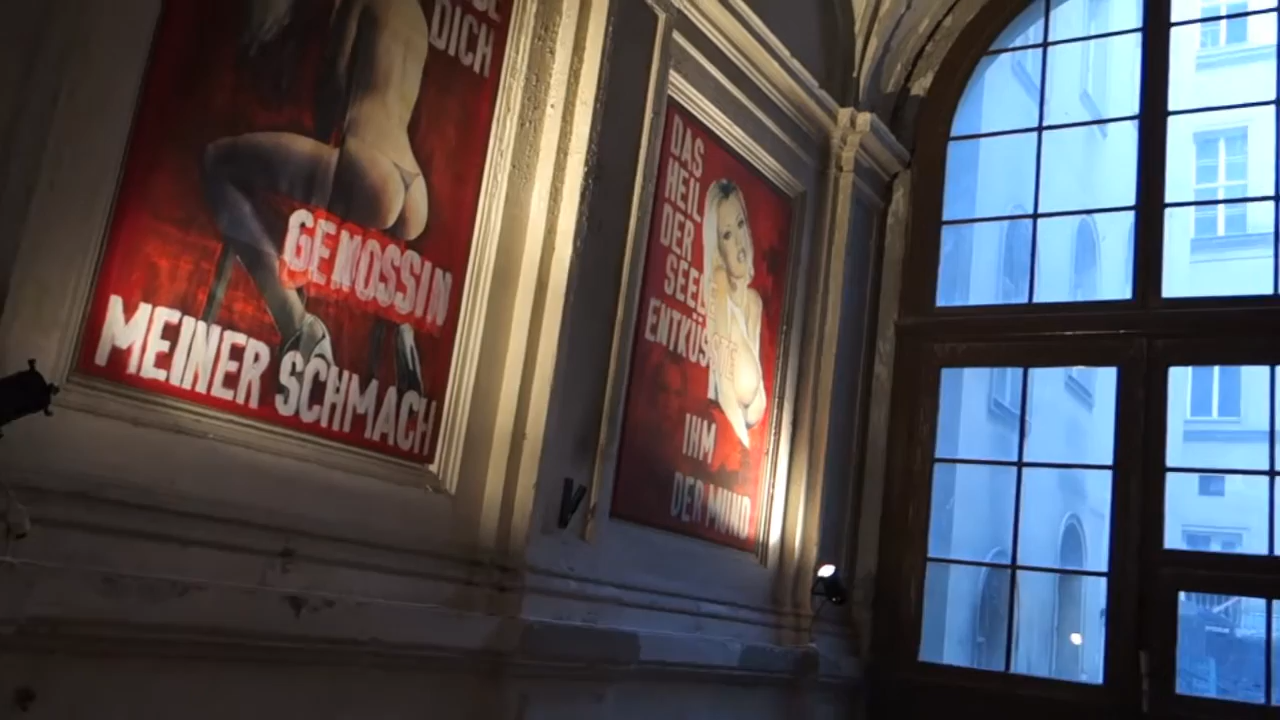 DICH
GENOSSIN
MEINER SCHMACH
DAS
HEIL
DER
SEELE
ENTKÜSSTE
IHM
DER MUND